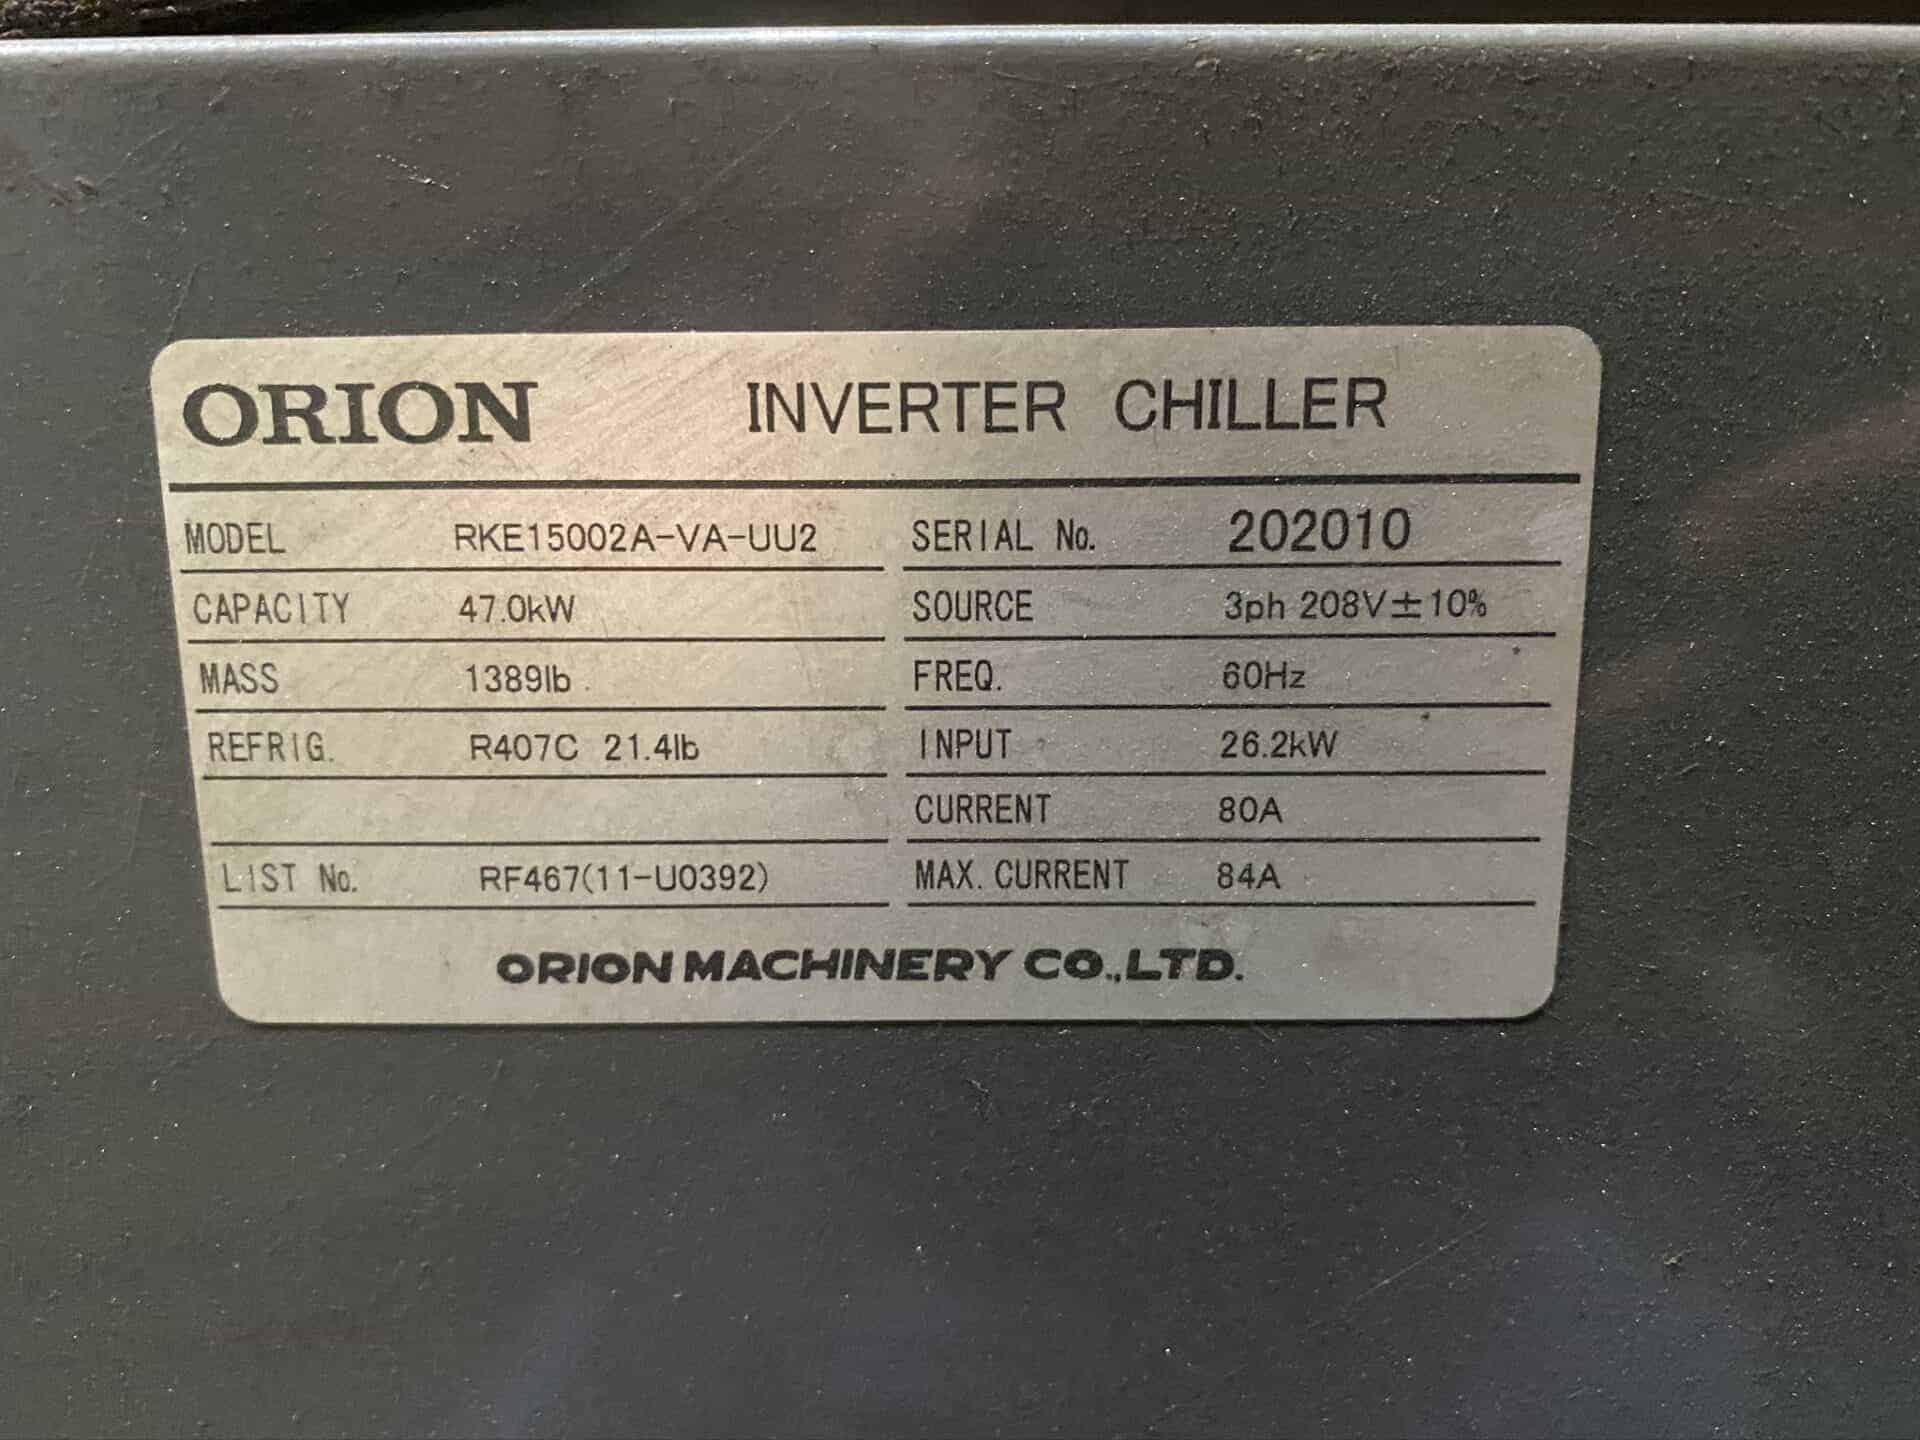 ORION INVERTER CHILLER
MODEL RKE15002A-VA-UU2 SERIAL No. 202010
CAPACITY 47.0kW SOURCE 3ph 208V±10%
MASS 1389lb FREQ. 60Hz
REFRIG. R407C 21.4lb INPUT 26.2kW
CURRENT 80A
LIST No. RF467(11-U0392) MAX. CURRENT 84A
ORION MACHINERY CO.,LTD.